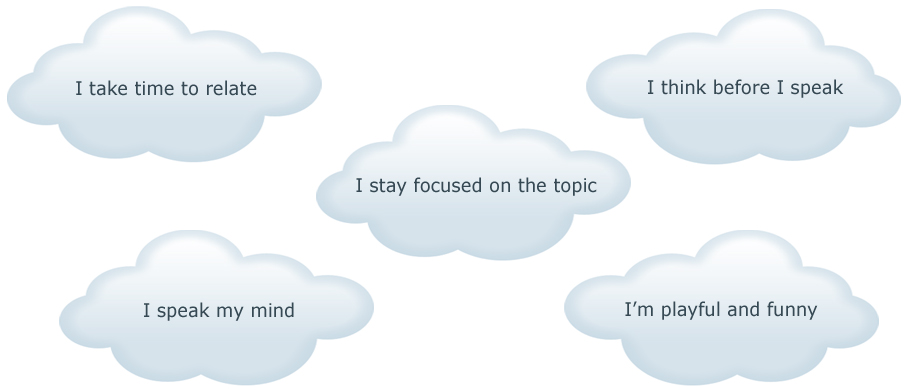 I take time to relate
I think before I speak
I stay focused on the topic
I speak my mind
I’m playful and funny